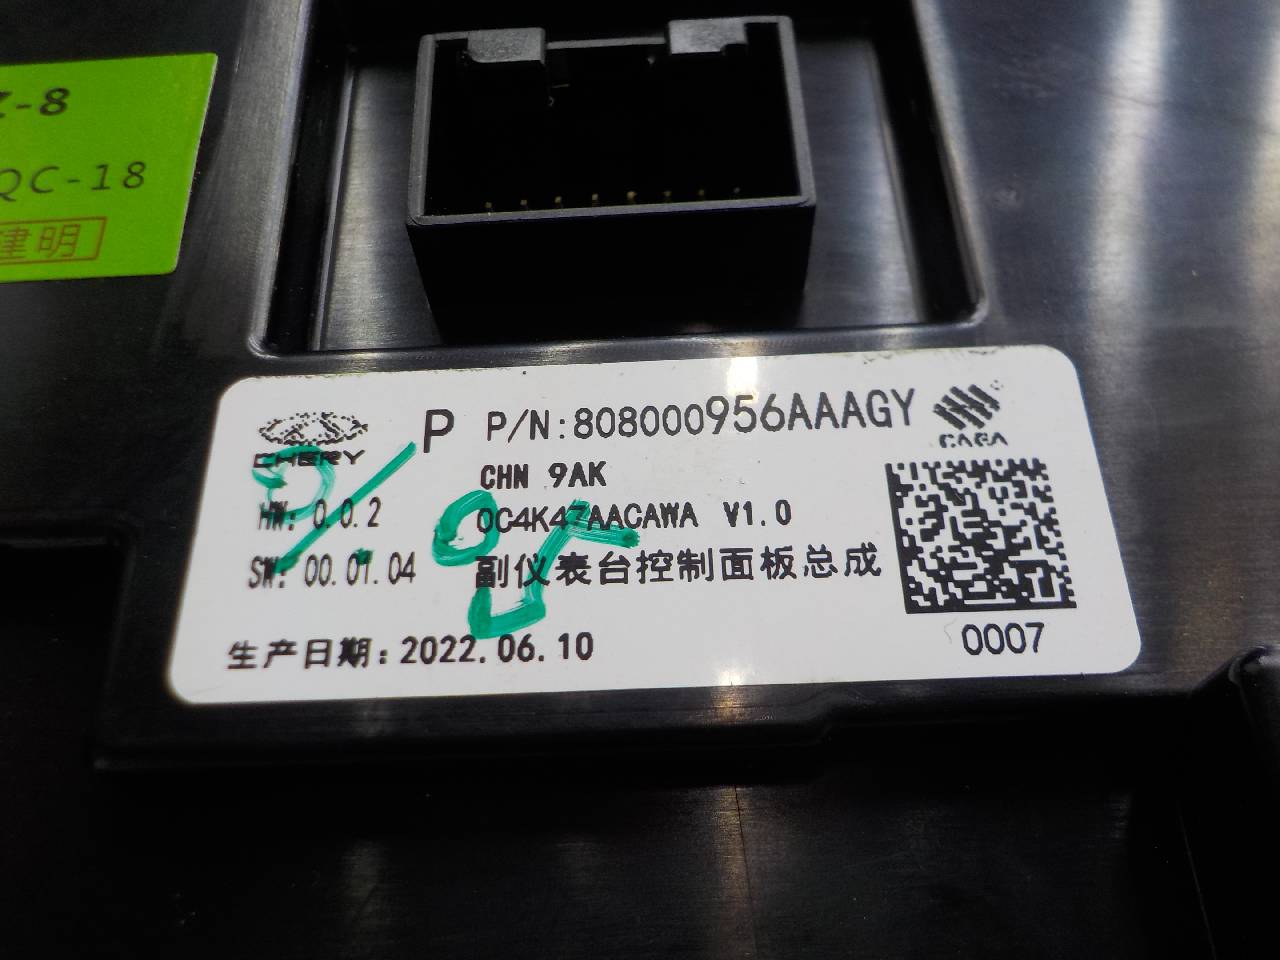 Z-8
QC-18
建明
CHERY
P P/N:808000956AAAGY
CAGA
CHN 9AK
HW: 0.0.2
0C4K47AACAWA V1.0
SW: 00.01.04
副仪表台控制面板总成
生产日期:2022.06.10
0007